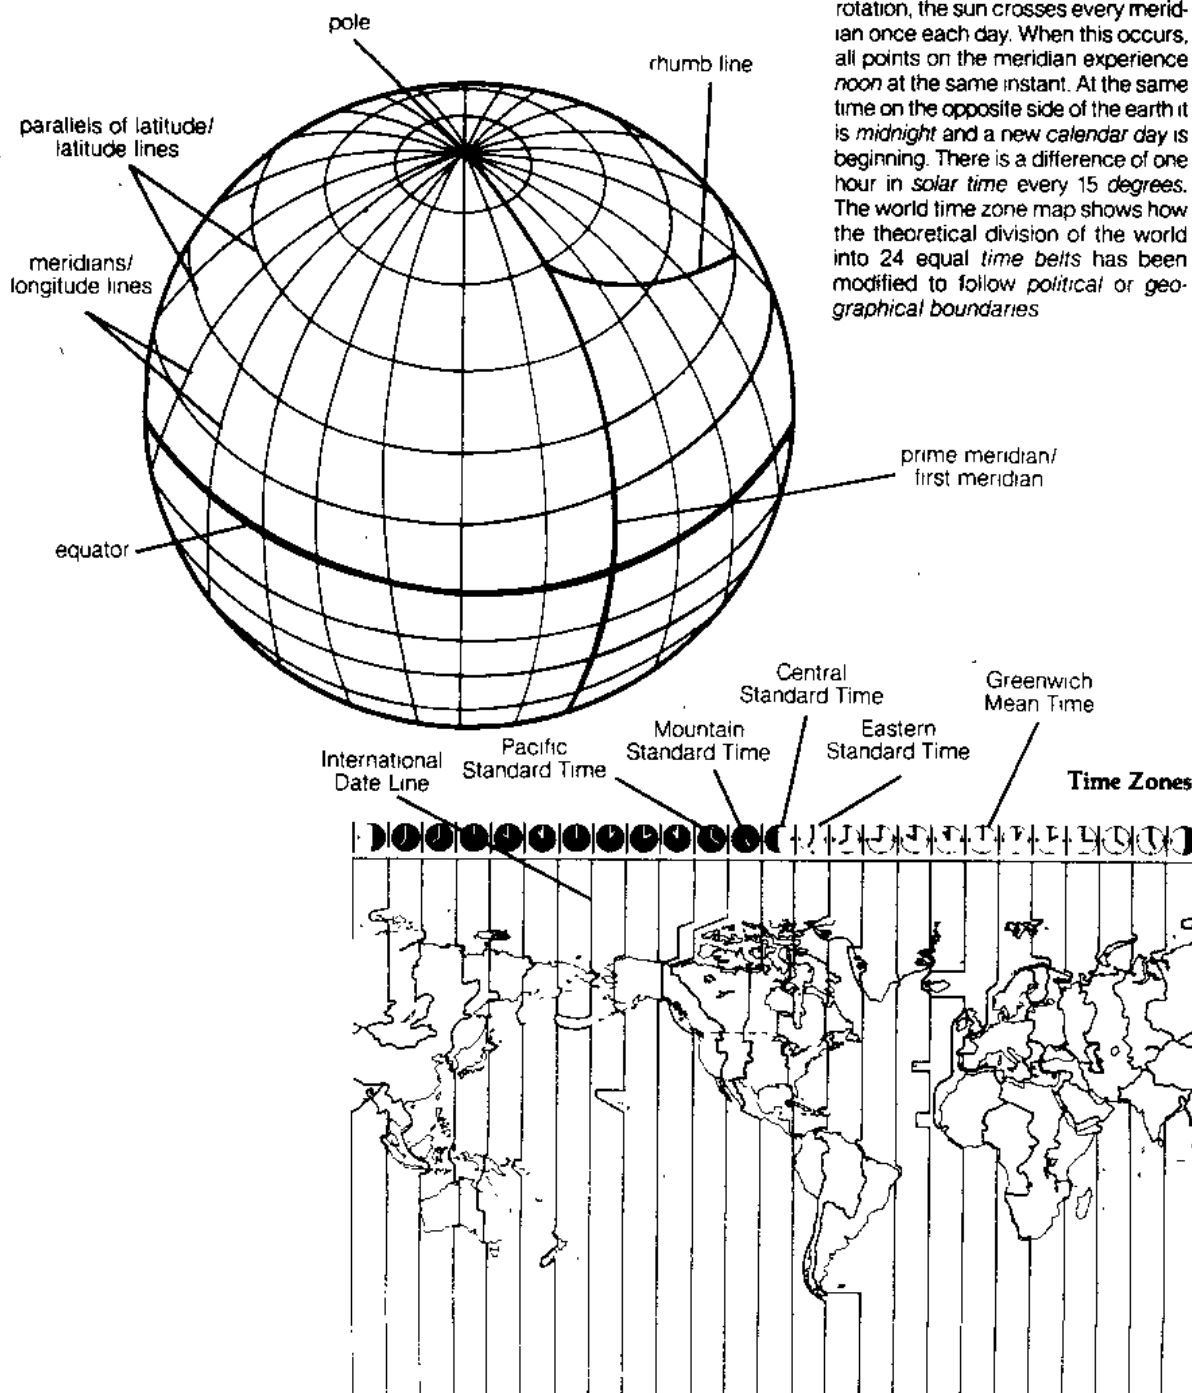 pole
rhumb line
parallels of latitude/
latitude lines
meridians/
longitude lines
rotation, the sun crosses every merid-
ian once each day. When this occurs,
all points on the meridian experience
noon at the same instant. At the same
time on the opposite side of the earth it
is midnight and a new calendar day is
beginning. There is a difference of one
hour in solar time every 15 degrees.
The world time zone map shows how
the theoretical division of the world
into 24 equal time belts has been
modified to follow political or geo-
graphical boundaries
prime meridian/
first meridian
equator
International
Date Line
Pacific
Standard Time
Mountain
Standard Time
Central
Standard Time
Eastern
Standard Time
Greenwich
Mean Time
Time Zones